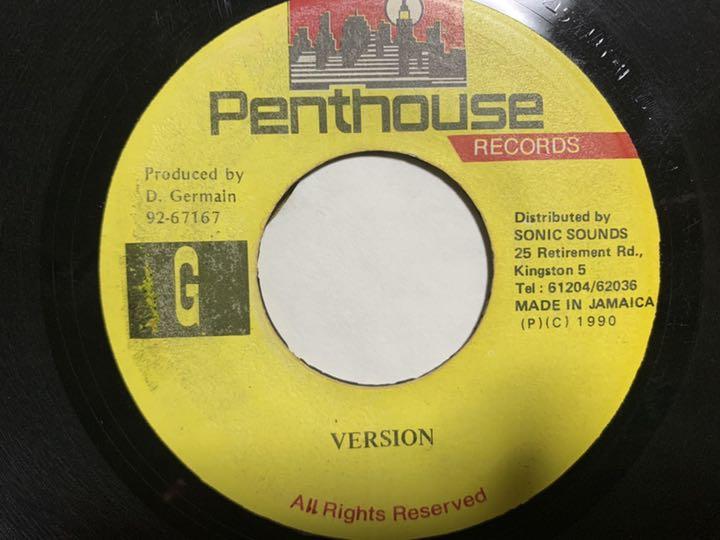 Penthouse
RECORDS
Produced by
D. Germain
92-67167
G
Distributed by
SONIC SOUNDS
25 Retirement Rd.,
Kingston 5
Tel : 61204/62036
MADE IN JAMAICA
(P)(C) 1990
VERSION
All Rights Reserved